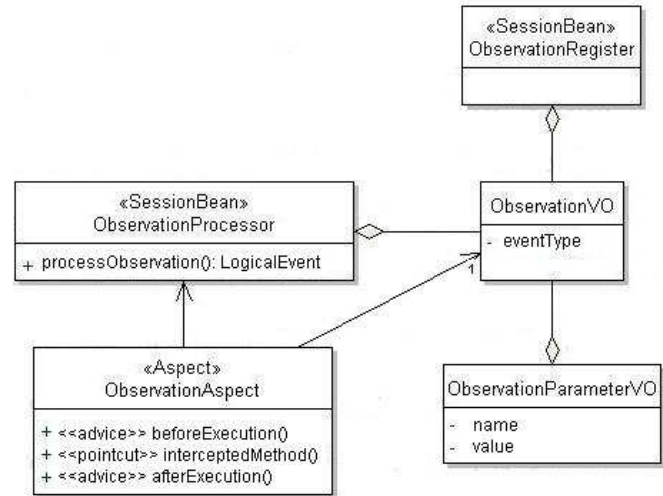 «SessionBean»
ObservationRegister
«SessionBean»
ObservationProcessor
+ processObservation(): LogicalEvent
ObservationVO
- eventType
1
«Aspect»
ObservationAspect
+ <<advice>> beforeExecution()
+ <<pointcut>> interceptedMethod()
+ <<advice>> afterExecution()
ObservationParameterVO
- name
- value